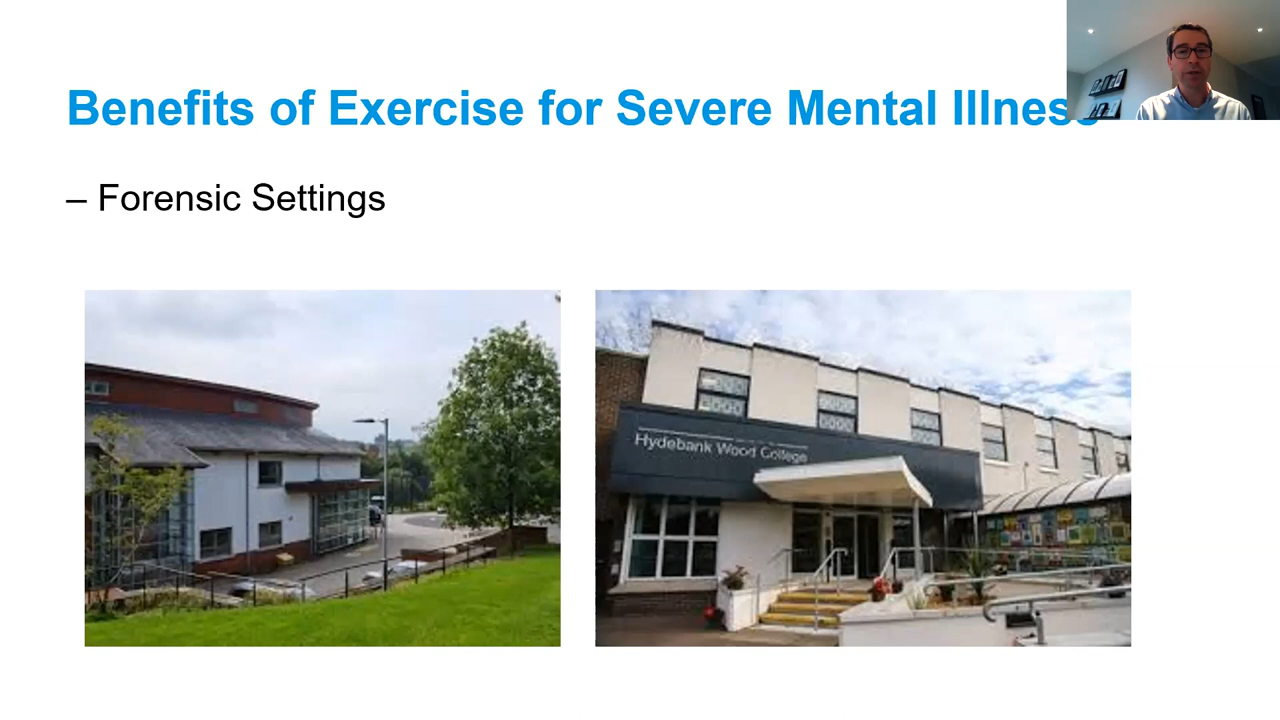 Benefits of Exercise for Severe Mental Illness
– Forensic Settings
Hydebank Wood College